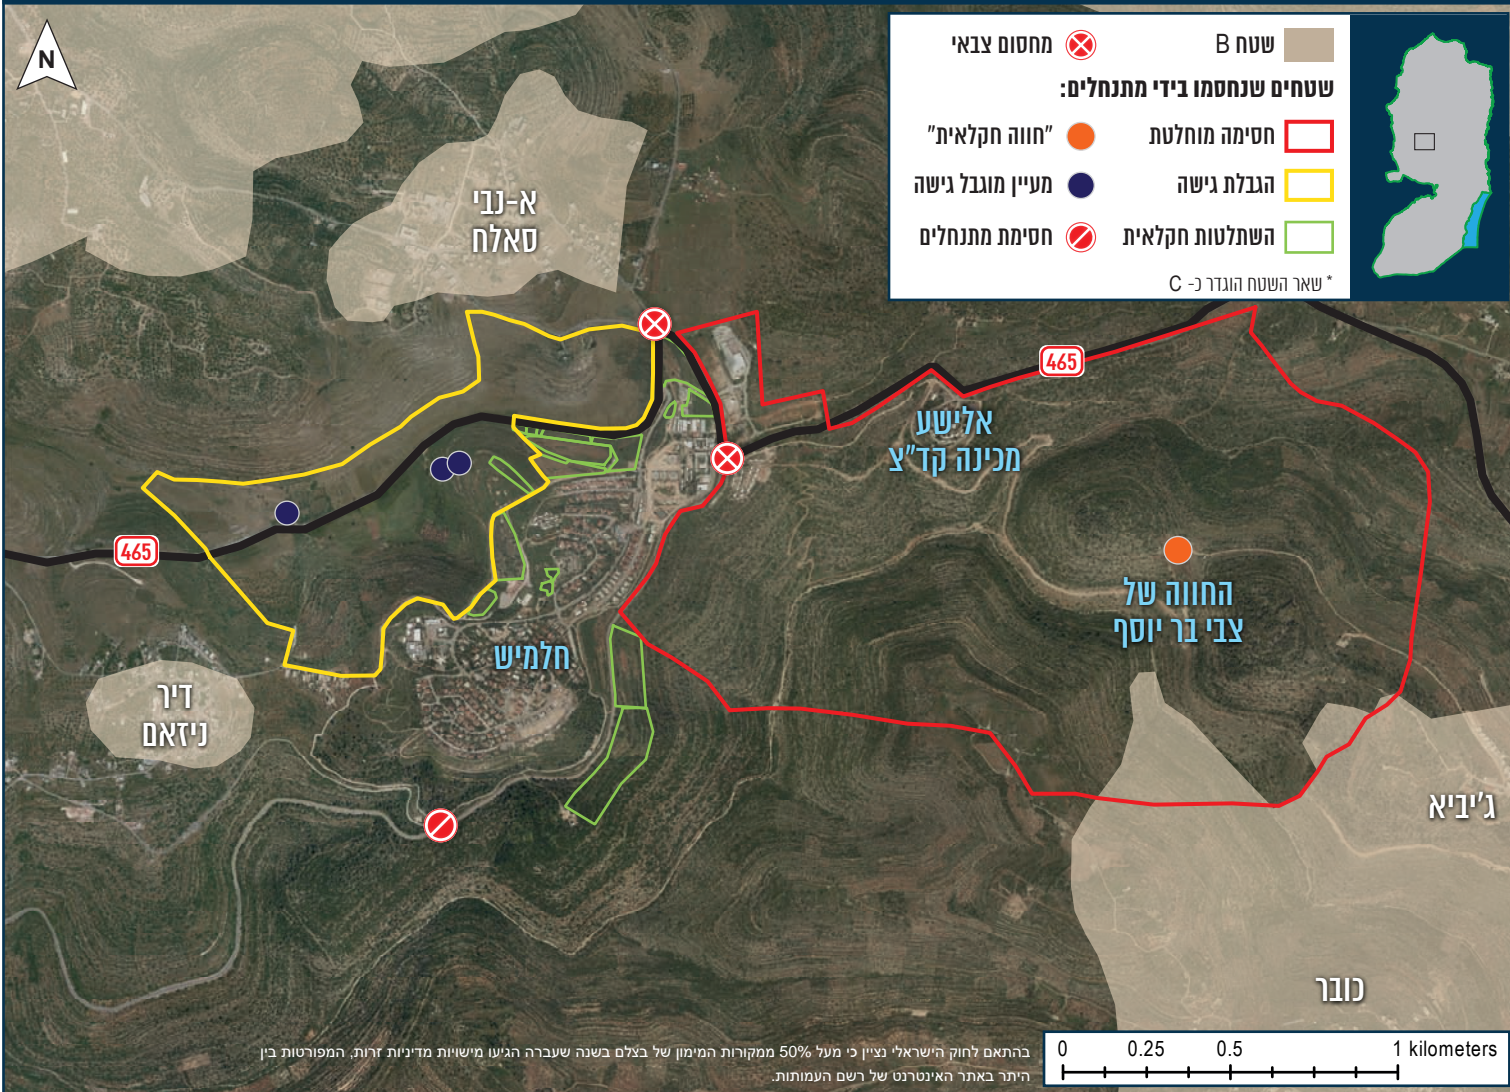 N
שטח B
מחסום צבאי
שטחים שנחסמו בידי מתנחלים:
חסימה מוחלטת
"חווה חקלאית"
הגבלת גישה
מעיין מוגבל גישה
השתלטות חקלאית
חסימת מתנחלים
* שאר השטח הוגדר כ- C
א-נבי
סאלח
465
אלישע
מכינה קד"צ
465
החווה של
צבי בר יוסף
חלמיש
דיר
ניזאם
ג'יביא
כובר
בהתאם לחוק הישראלי נציין כי מעל 50% ממקורות המימון של בצלם בשנה שעברה הגיעו מישויות מדיניות זרות, המפורטות בין
היתר באתר האינטרנט של רשם העמותות.
0 0.25 0.5 1 kilometers